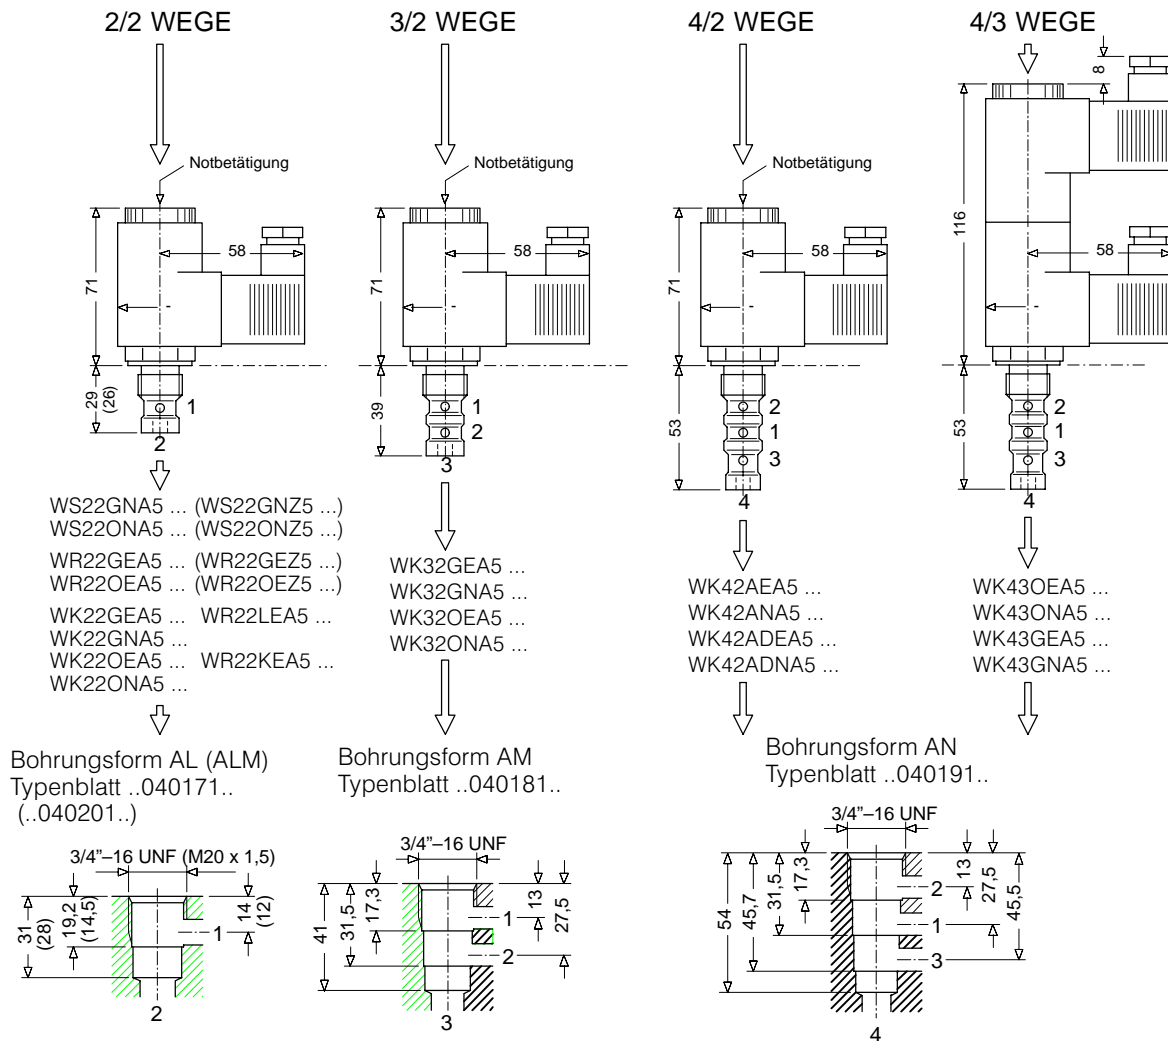 2/2 WEGE
3/2 WEGE
4/2 WEGE
4/3 WEGE
8
Notbetätigung
Notbetätigung
Notbetätigung
116
58
58
58
58
71
71
71
-
-
-
-
29
(26)
39
53
53
1
2
1
2
3
2
1
3
4
2
1
3
4
WS22GNA5 ... (WS22GNZ5 ...)
WS22ONA5 ... (WS22ONZ5 ...)
WR22GEA5 ... (WR22GEZ5 ...)
WR22OEA5 ... (WR22OEZ5 ...)
WK22GEA5 ... WR22LEA5 ...
WK22GNA5 ...
WK22OEA5 ... WR22KEA5 ...
WK22ONA5 ...
WK32GEA5 ...
WK32GNA5 ...
WK32OEA5 ...
WK32ONA5 ...
WK42AEA5 ...
WK42ANA5 ...
WK42ADEA5 ...
WK42ADNA5 ...
WK43OEA5 ...
WK43ONA5 ...
WK43GEA5 ...
WK43GNA5 ...
Bohrungsform AL (ALM)
Typenblatt ..040171..
(..040201..)
Bohrungsform AM
Typenblatt ..040181..
Bohrungsform AN
Typenblatt ..040191..
3/4”–16 UNF (M20 x 1,5)
31
(28)
19,2
(14,5)
14
(12)
1
2
3/4”–16 UNF
41
31,5
17,3
13
27,5
1
2
3
3/4”–16 UNF
54
45,7
31,5
17,3
13
27,5
45,5
2
1
3
4